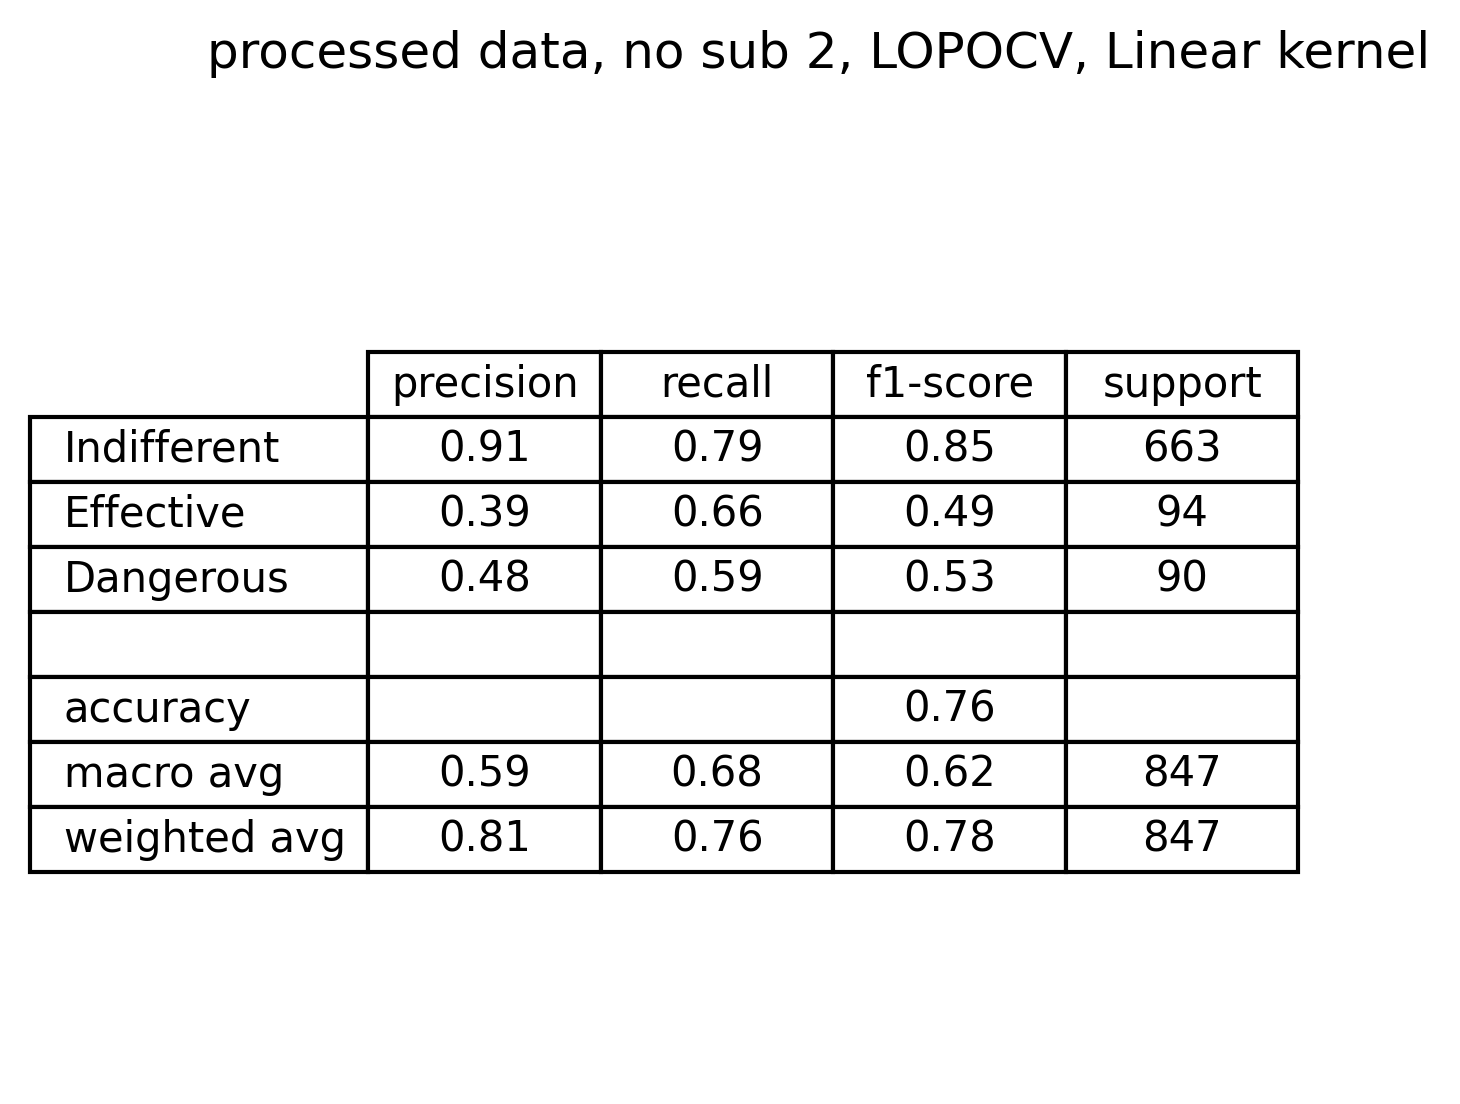 processed data, no sub 2, LOPOCV, Linear kernel
precision recall f1-score support
Indifferent 0.91 0.79 0.85 663
Effective 0.39 0.66 0.49 94
Dangerous 0.48 0.59 0.53 90
accuracy 0.76
macro avg 0.59 0.68 0.62 847
weighted avg 0.81 0.76 0.78 847